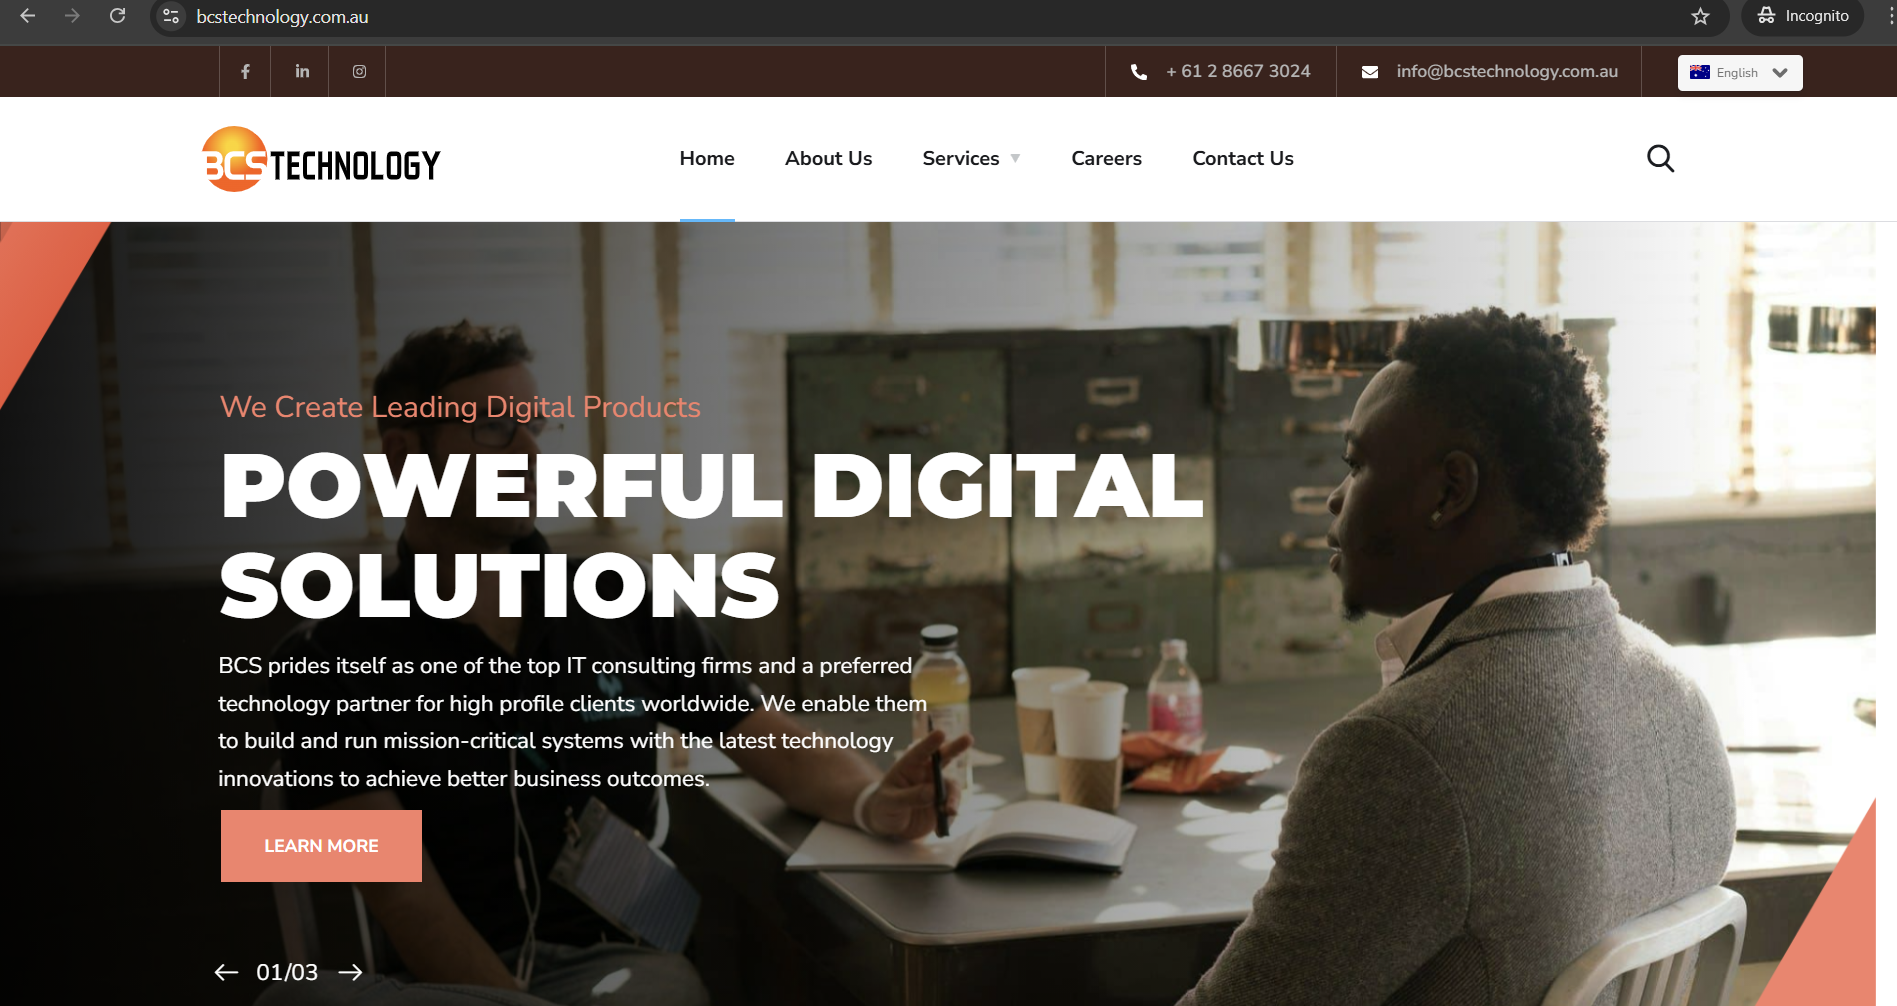 bcstechnology.com.au
Incognito
+ 61 2 8667 3024
info@bcstechnology.com.au
English
BCS TECHNOLOGY
Home
About Us
Services
Careers
Contact Us
We Create Leading Digital Products
POWERFUL DIGITAL
SOLUTIONS
BCS prides itself as one of the top IT consulting firms and a preferred
technology partner for high profile clients worldwide. We enable them
to build and run mission-critical systems with the latest technology
innovations to achieve better business outcomes.
LEARN MORE
01/03